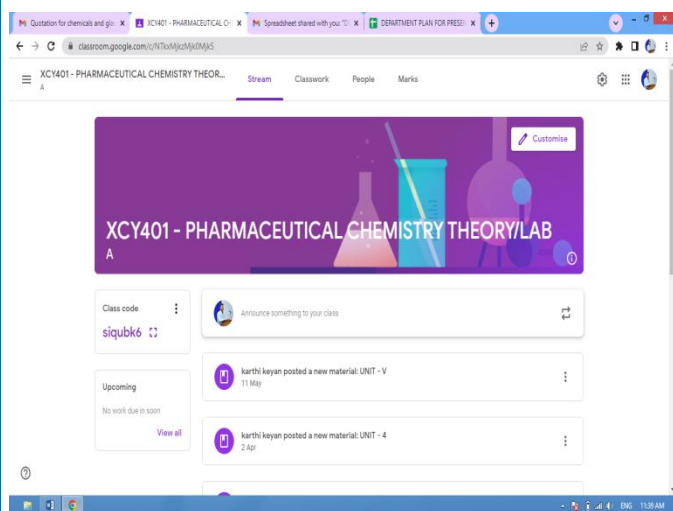 Qustation for chemicals and gla
XCY401 - PHARMACEUTICAL CH
Spreadsheet shared with you: "D
DEPARTMENT PLAN FOR PRESEN
classroom.google.com/c/NTkxMjkzMjk0Mjk5
XCY401 - PHARMACEUTICAL CHEMISTRY THEOR...
A
Stream
Classwork
People
Marks
Customise
XCY401 - PHARMACEUTICAL CHEMISTRY THEORY/LAB
A
Class code
siqubk6
Announce something to your class
Upcoming
No work due in soon
View all
karthi keyan posted a new material: UNIT - V
11 May
karthi keyan posted a new material: UNIT - 4
2 Apr
ENG 11:39 AM